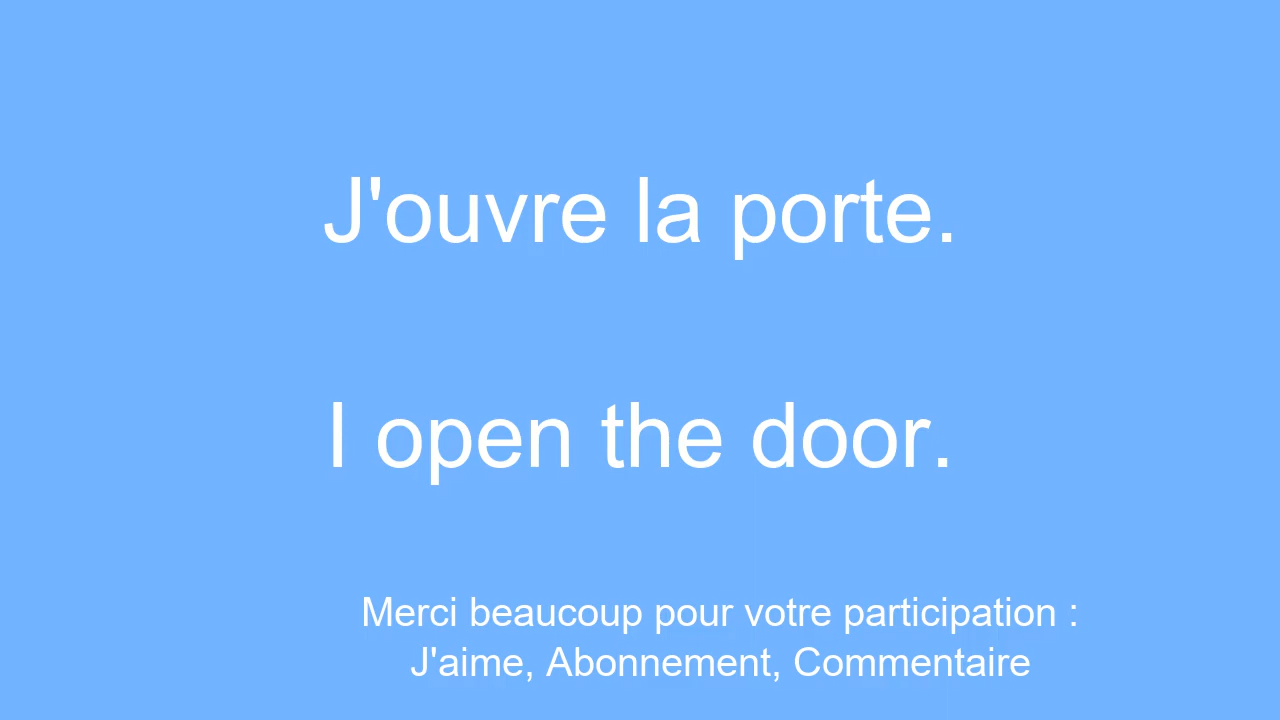 J'ouvre la porte.
I open the door.
Merci beaucoup pour votre participation :
J'aime, Abonnement, Commentaire